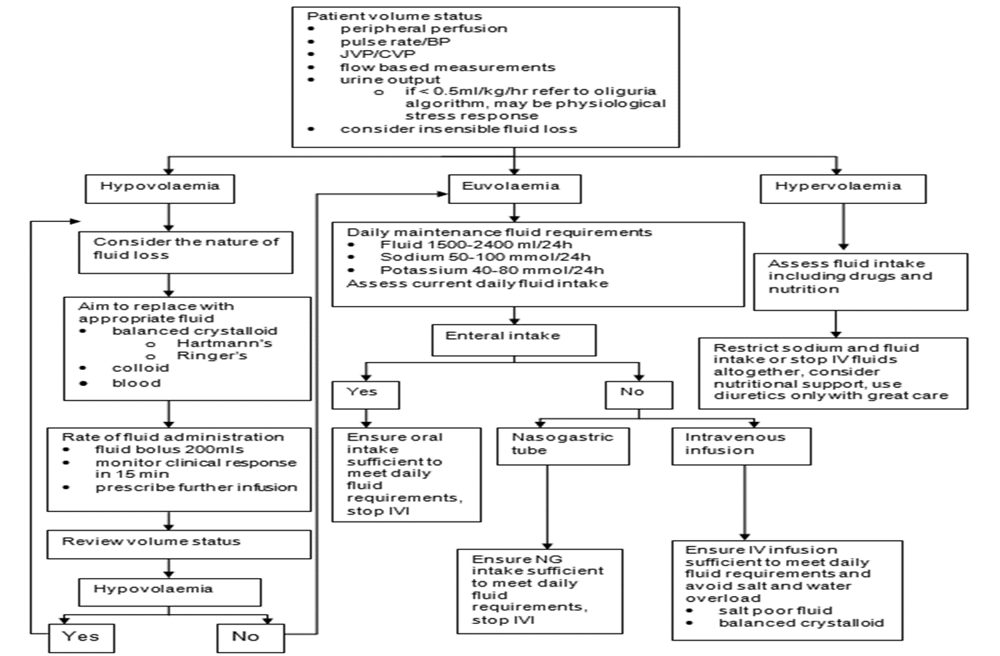 Patient volume status
• peripheral perfusion
• pulse rate/BP
• JVP/CVP
• flow based measurements
• urine output
o if < 0.5ml/kg/hr refer to oliguria
algorithm, may be physiological
stress response
• consider insensible fluid loss
Hypovolaemia
Euvolaemia
Hypervolaemia
Consider the nature of
fluid loss
Aim to replace with
appropriate fluid
• balanced crystalloid
o Hartmann's
o Ringer's
• colloid
• blood
Rate of fluid administration
• fluid bolus 200mls
• monitor clinical response
in 15 min
• prescribe further infusion
Review volume status
Hypovolaemia
Yes
No
Daily maintenance fluid requirements
• Fluid 1500-2400 ml/24h
• Sodium 50-100 mmol/24h
• Potassium 40-80 mmol/24h
Assess current daily fluid intake
Enteral intake
Yes
No
Ensure oral
intake
sufficient to
meet daily
fluid
requirements,
stop IVI
Nasogastric
tube
Intravenous
infusion
Ensure NG
intake sufficient
to meet daily
fluid
requirements,
stop IVI
Ensure IV infusion
sufficient to meet daily
fluid requirements and
avoid salt and water
overload
• salt poor fluid
• balanced crystalloid
Assess fluid intake
including drugs and
nutrition
Restrict sodium and fluid
intake or stop IV fluids
altogether, consider
nutritional support, use
diuretics only with great care